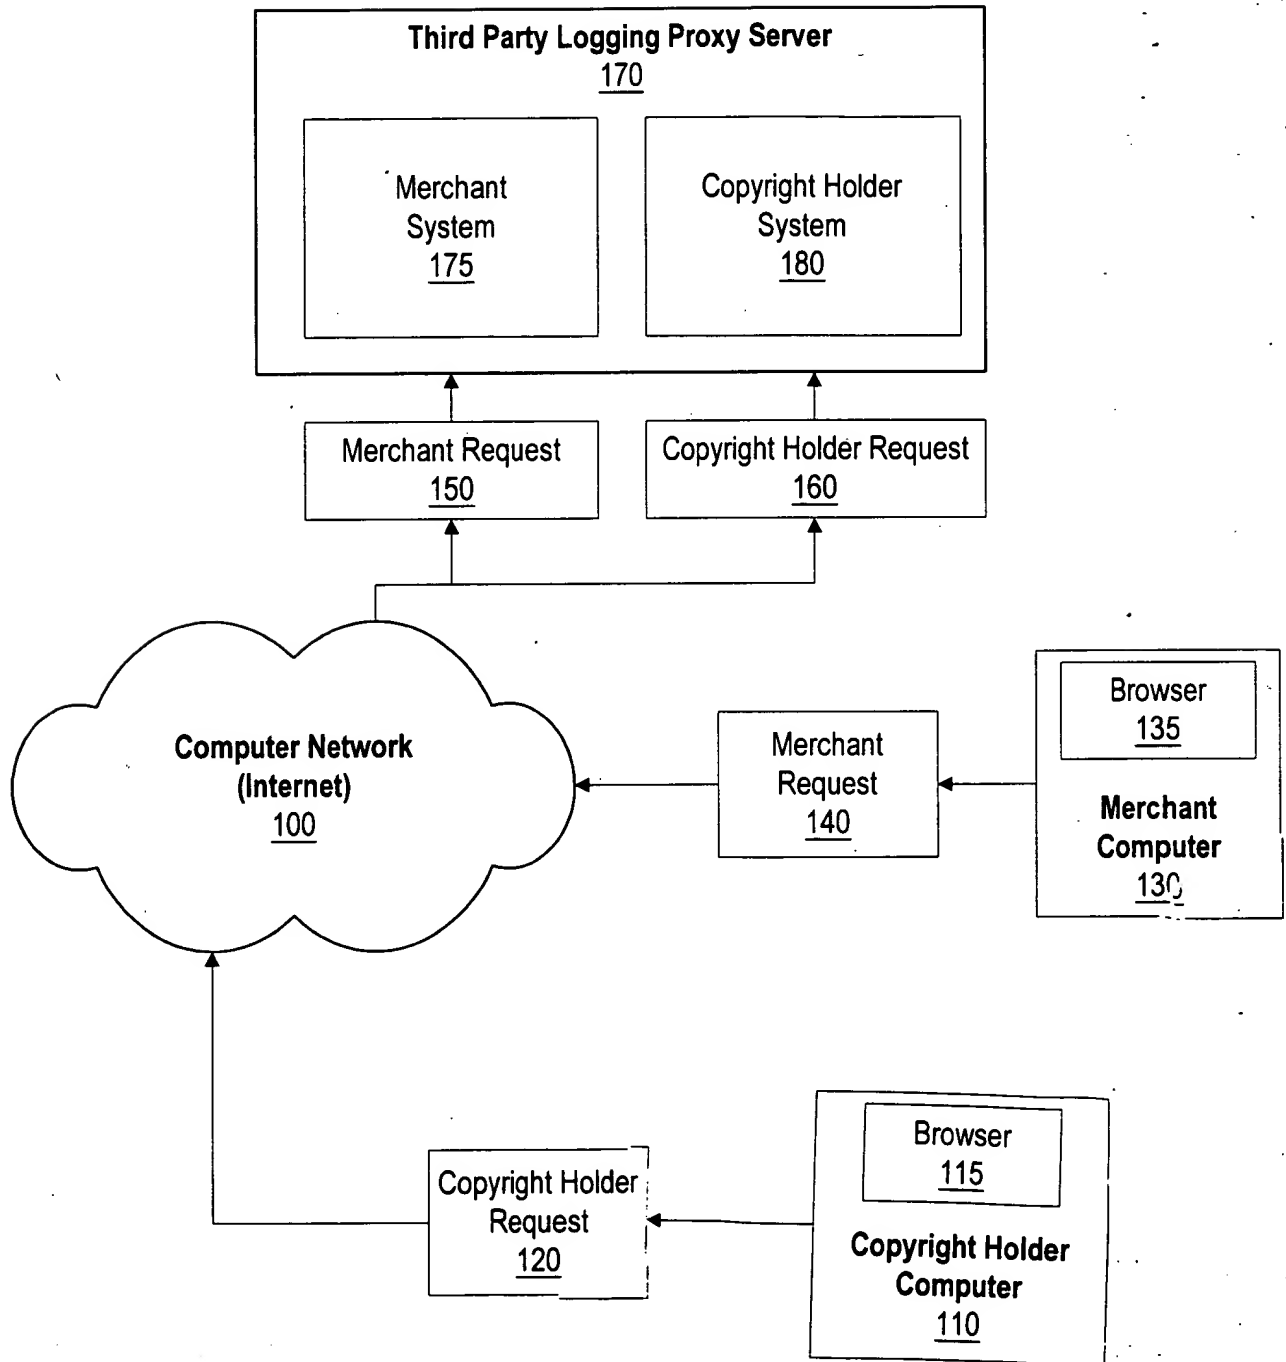 Third Party Logging Proxy Server
170
Merchant
System
175
Copyright Holder
System
180
Merchant Request
150
Copyright Holder Request
160
Computer Network
(Internet)
100
Merchant
Request
140
Browser
135
Merchant
Computer
130
Copyright Holder
Request
120
Browser
115
Copyright Holder
Computer
110